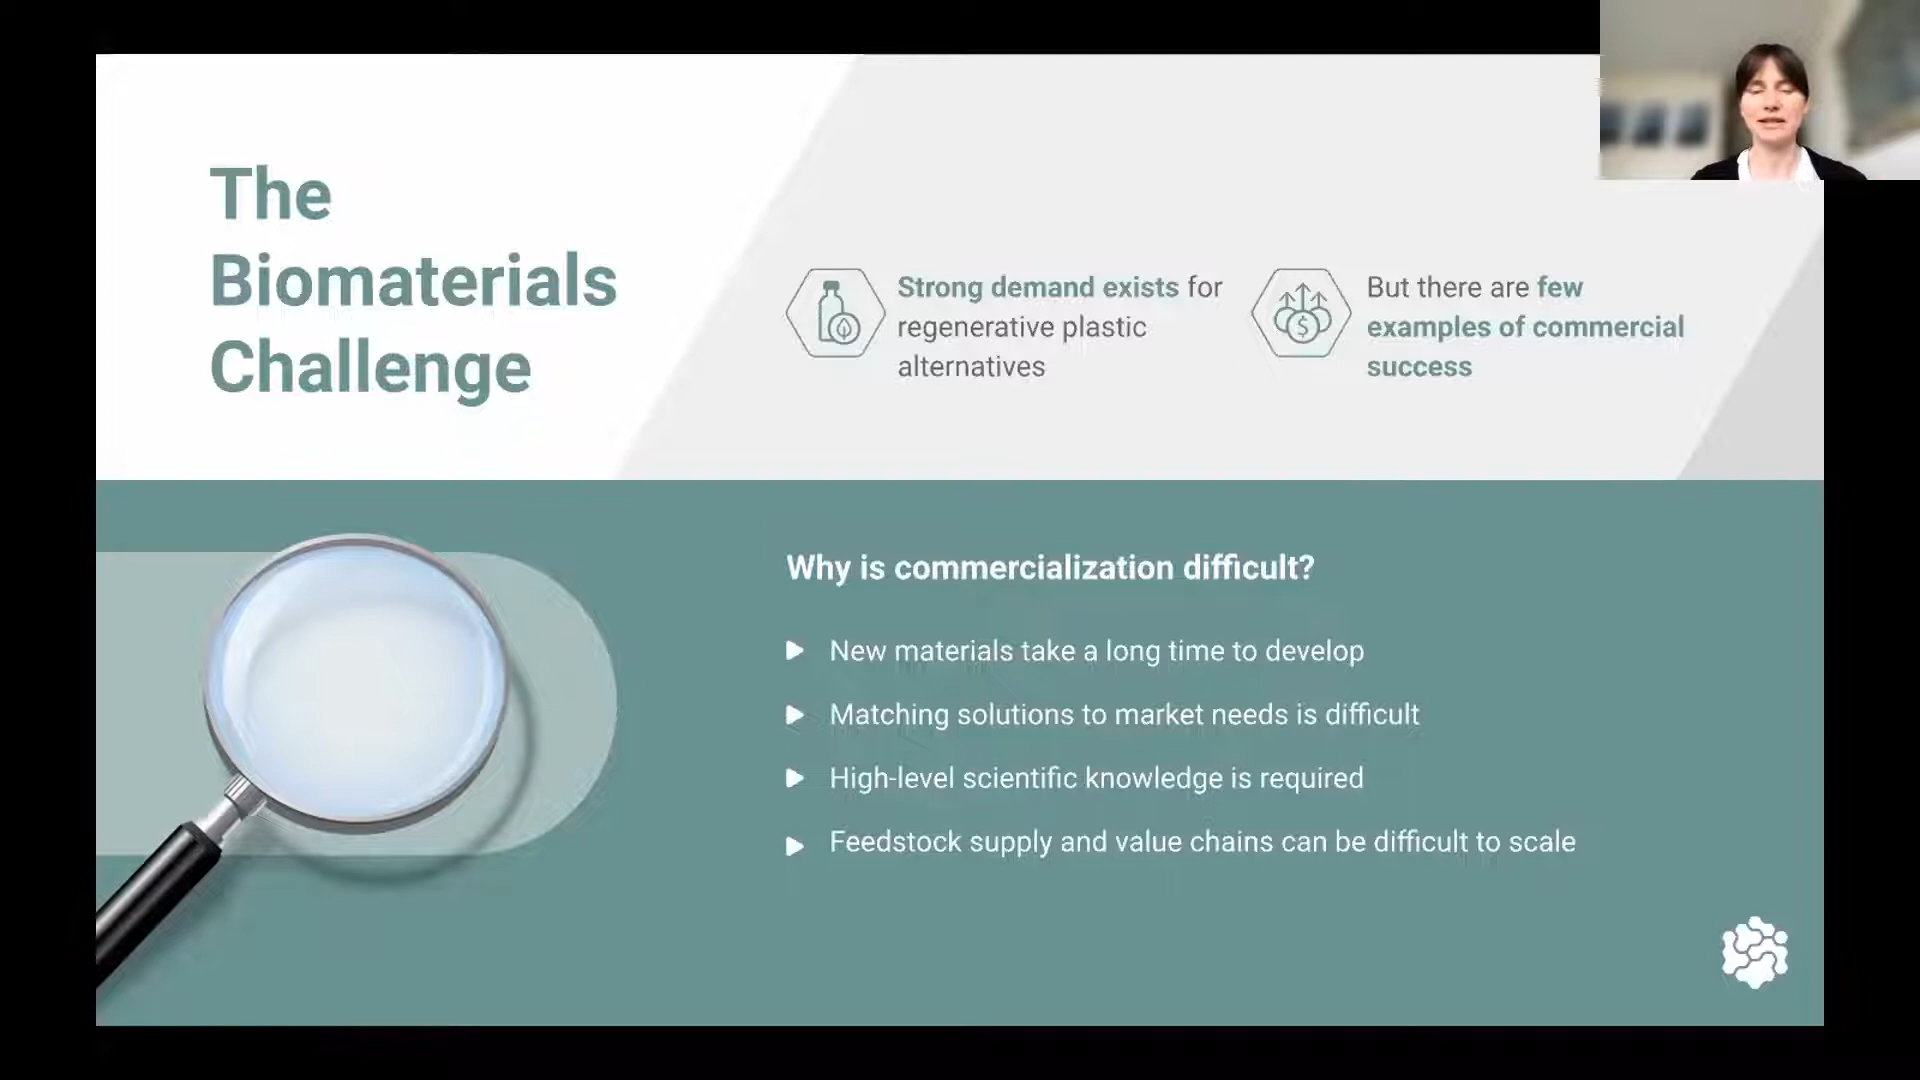 The
Biomaterials
Challenge
Strong demand exists for
regenerative plastic
alternatives
But there are few
examples of commercial
success
Why is commercialization difficult?
New materials take a long time to develop
Matching solutions to market needs is difficult
High-level scientific knowledge is required
Feedstock supply and value chains can be difficult to scale